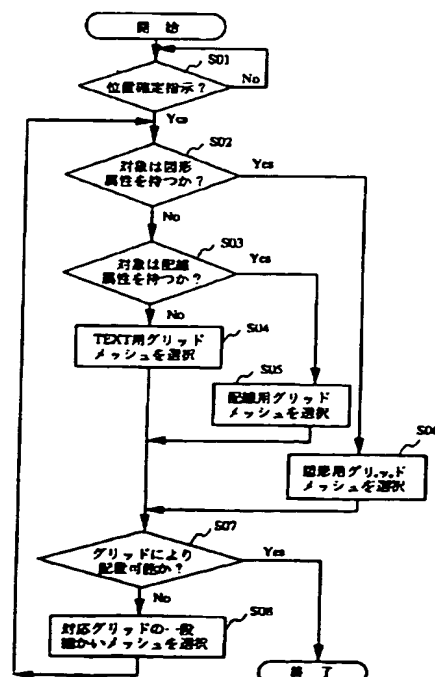 開始
S01
位置確定指示?
No
Yes
S02
対象は図形
属性を持つか?
Yes
No
S03
対象は配線
属性を持つか?
Yes
No
S04
TEXT用グリッド
メッシュを選択
S05
配線用グリッド
メッシュを選択
S06
図形用グリッド
メッシュを選択
S07
グリッドにより
配置可能か?
Yes
No
S08
対応グリッドの一段
細かいメッシュを選択
終了